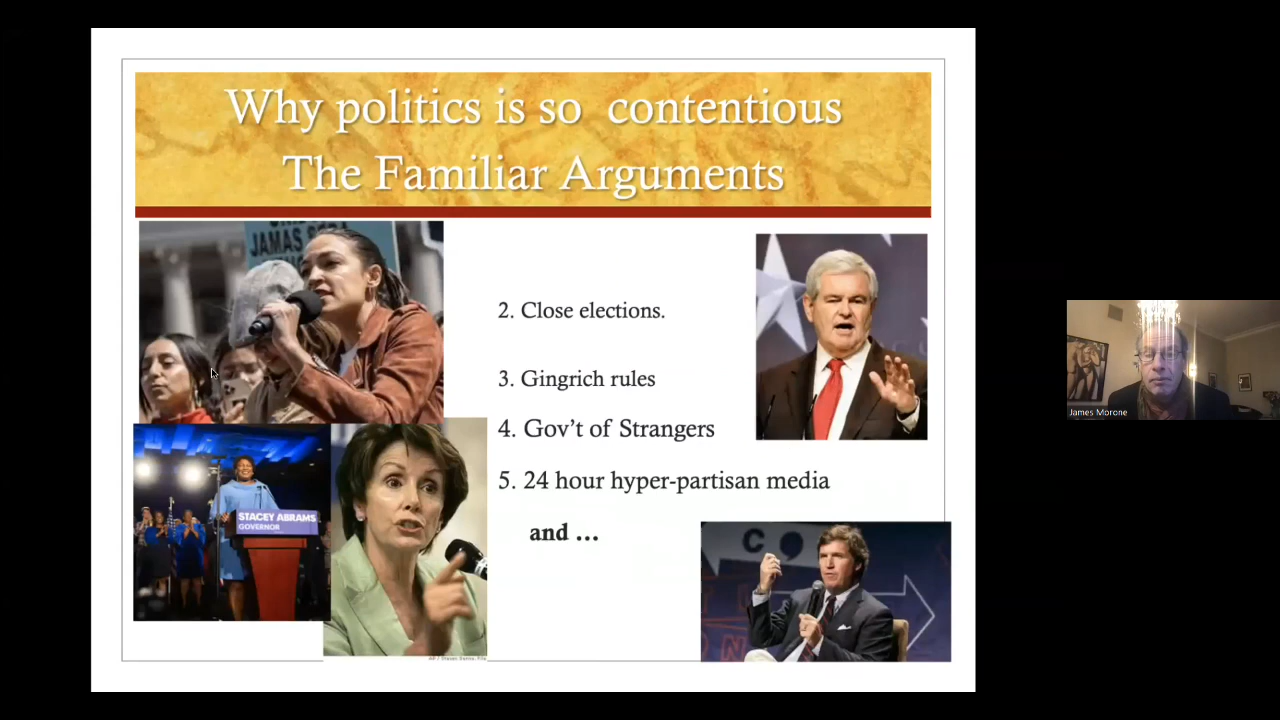 Why politics is so contentious
The Familiar Arguments
JAMAS
2. Close elections.
3. Gingrich rules
4. Gov't of Strangers
5. 24 hour hyper-partisan media
and ...
STACEY ABRAMS
GOVERNOR
James Morone